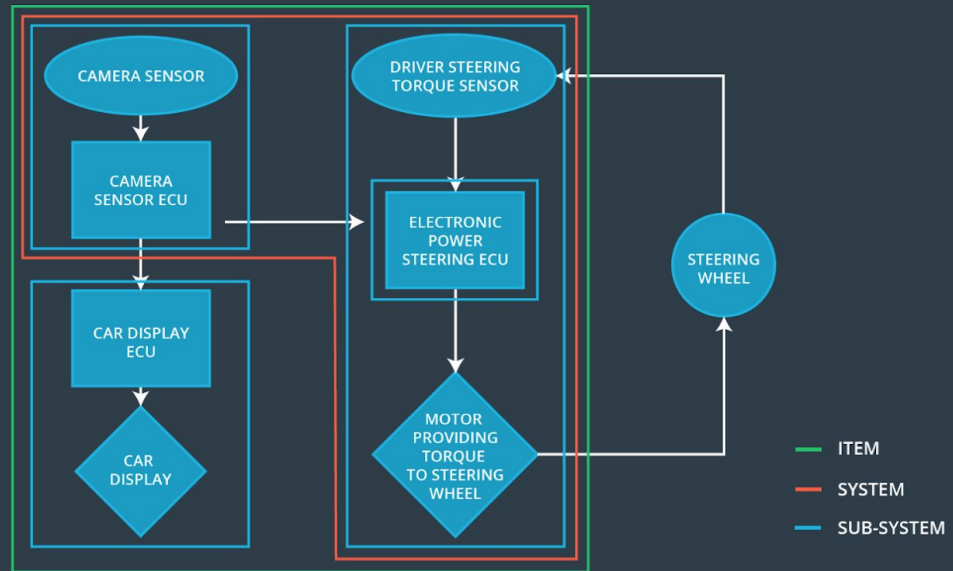 CAMERA SENSOR
CAMERA
SENSOR ECU
CAR DISPLAY
ECU
CAR
DISPLAY
DRIVER STEERING
TORQUE SENSOR
ELECTRONIC
POWER
STEERING ECU
MOTOR
PROVIDING
TORQUE
TO STEERING
WHEEL
STEERING
WHEEL
ITEM
SYSTEM
SUB-SYSTEM